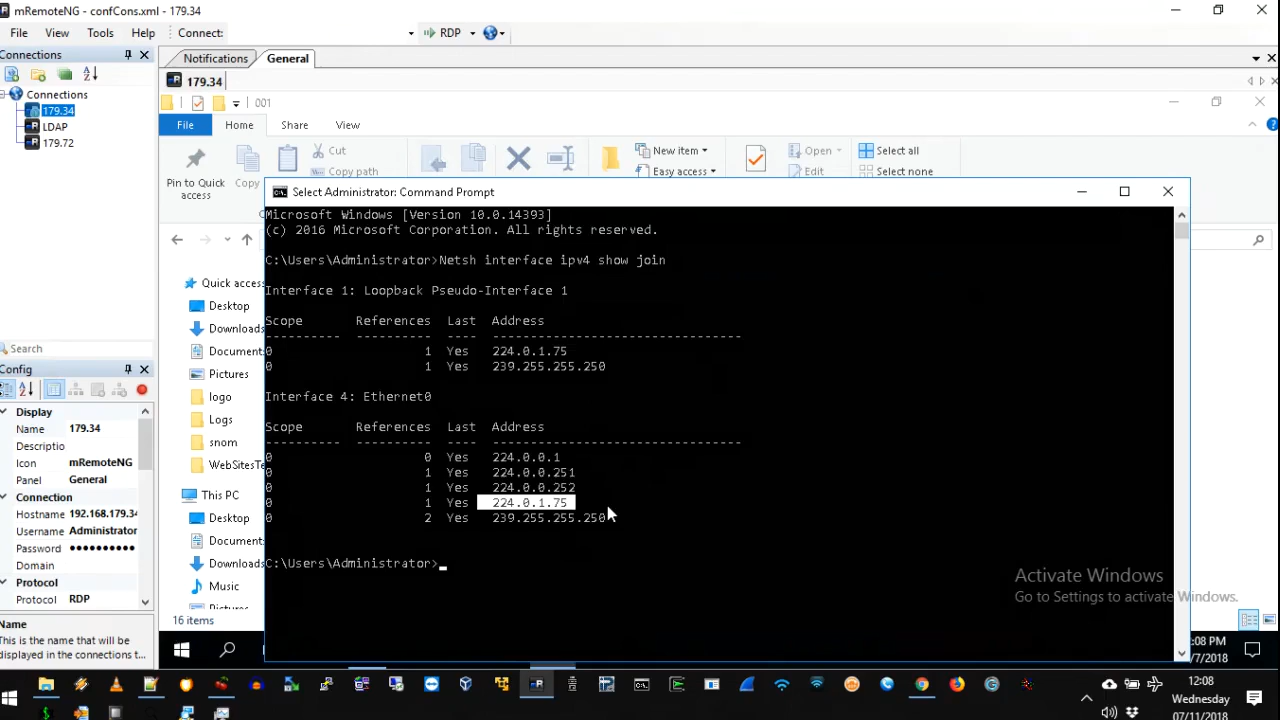 mRemoteNG - confCons.xml - 179.34
File View Tools Help Connect: RDP
Connections
Notifications General
179.34
Connections
179.34
LDAP
179.72
001
File Home Share View
Pin to Quick access
Copy
Cut
Copy path
New item
Easy access
Open
Edit
Select all
Select none
Select Administrator: Command Prompt
Microsoft Windows [Version 10.0.14393]
(c) 2016 Microsoft Corporation. All rights reserved.
C:\Users\Administrator>Netsh interface ipv4 show join
Interface 1: Loopback Pseudo-Interface 1
Scope References Last Address
---------- ---------- ---- ---------------------------------
0 1 Yes 224.0.1.75
0 1 Yes 239.255.255.250
Interface 4: Ethernet0
Scope References Last Address
---------- ---------- ---- ---------------------------------
0 0 Yes 224.0.0.1
0 1 Yes 224.0.0.251
0 1 Yes 224.0.0.252
0 1 Yes 224.0.1.75
0 2 Yes 239.255.255.250
C:\Users\Administrator>
Quick access
Desktop
Downloads
Document
Pictures
logo
Logs
snom
WebSitesTe
This PC
Desktop
Document
Downloads
Music
Pictures
16 items
Search
Config
Display
Name 179.34
Descriptio
Icon mRemoteNG
Panel General
Connection
Hostname 192.168.179.34
Username Administrator
Password ●●●●●●●●●●
Domain
Protocol
Protocol RDP
Name
This is the name that will be
displayed in the connections t...
Activate Windows
Go to Settings to activate Windows.
:08 PM
/7/2018
12:08
Wednesday
07/11/2018